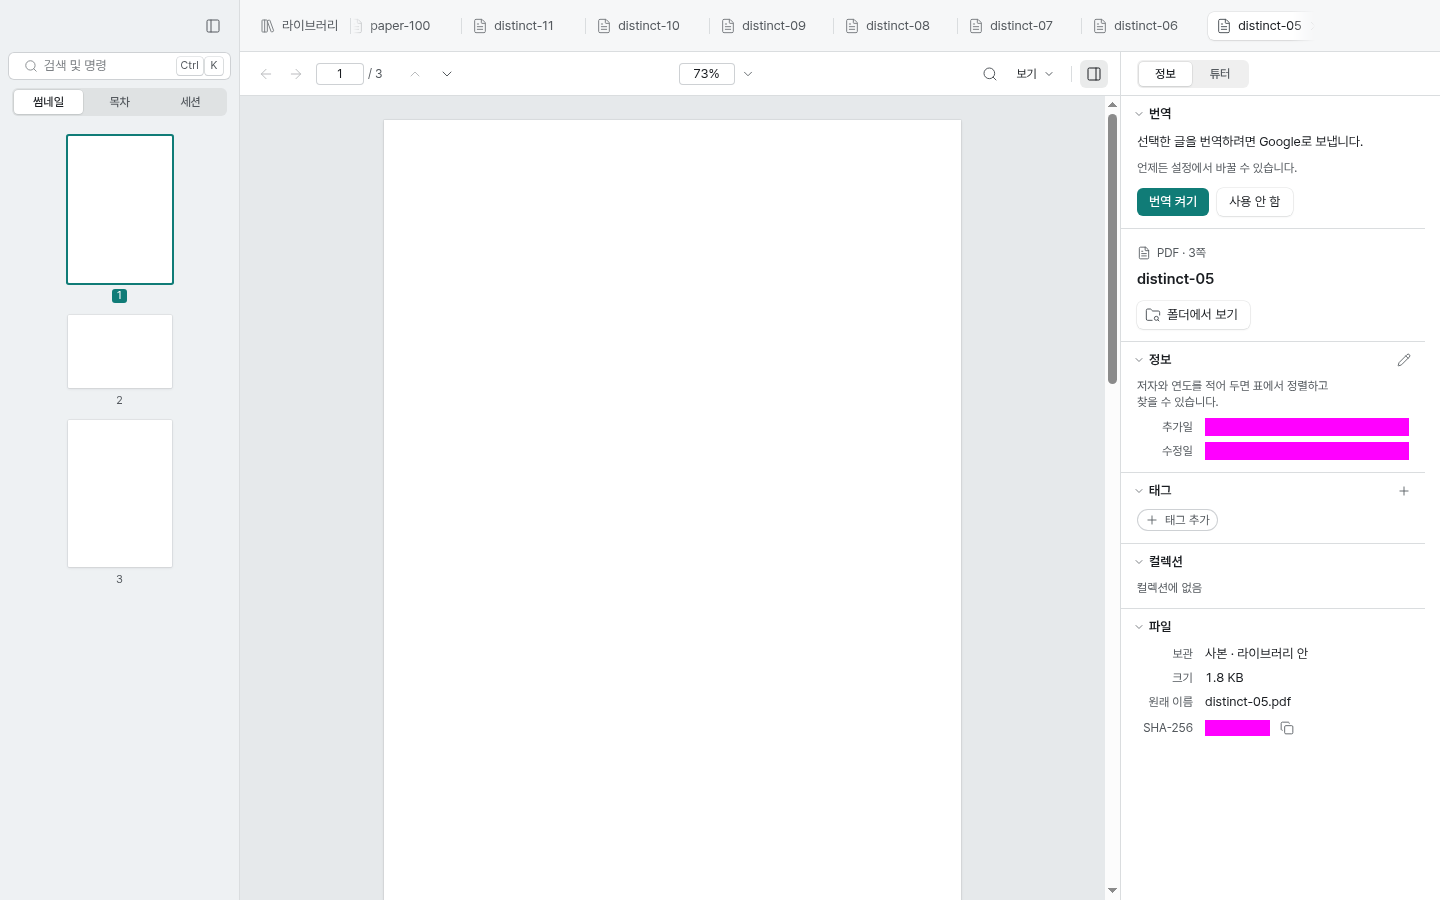 라이브러리
paper-100
distinct-11
distinct-10
distinct-09
distinct-08
distinct-07
distinct-06
distinct-05
검색 및 명령
Ctrl K
썸네일 목차 세션
1
2
3
1 / 3
73%
보기
정보 튜터
번역
선택한 글을 번역하려면 Google로 보냅니다.
언제든 설정에서 바꿀 수 있습니다.
번역 켜기 사용 안 함
PDF · 3쪽
distinct-05
폴더에서 보기
정보
저자와 연도를 적어 두면 표에서 정렬하고
찾을 수 있습니다.
추가일
수정일
태그
태그 추가
컬렉션
컬렉션에 없음
파일
보관 사본 · 라이브러리 안
크기 1.8 KB
원래 이름 distinct-05.pdf
SHA-256